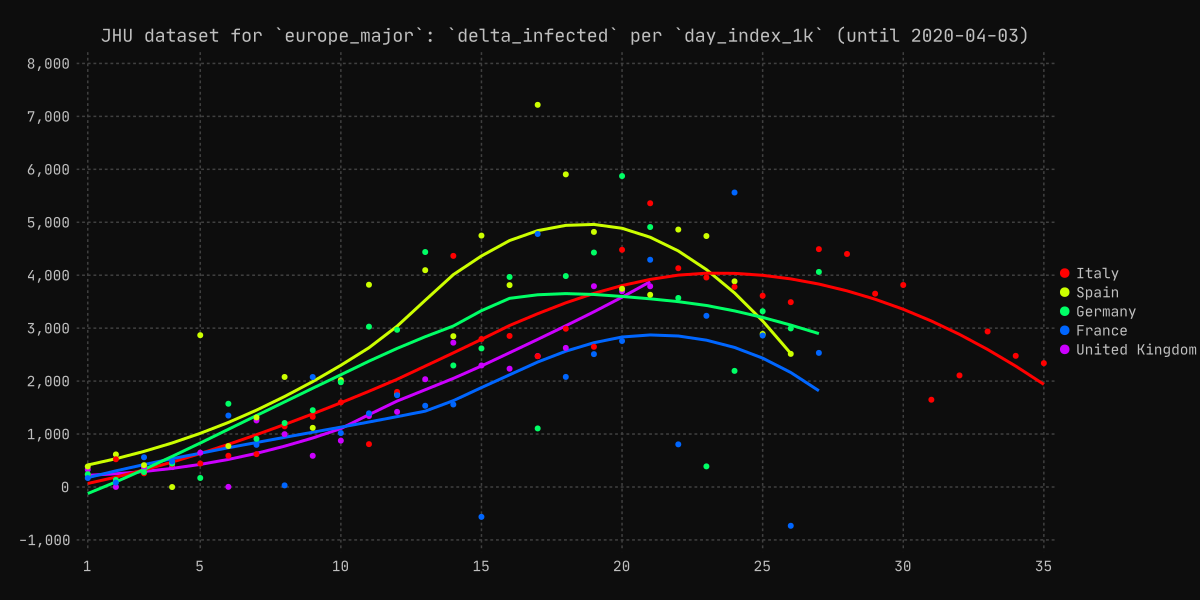 JHU dataset for `europe_major`: `delta_infected` per `day_index_1k` (until 2020-04-03)
8,000
7,000
6,000
5,000
4,000
3,000
2,000
1,000
0
-1,000
1 5 10 15 20 25 30 35
Italy
Spain
Germany
France
United Kingdom